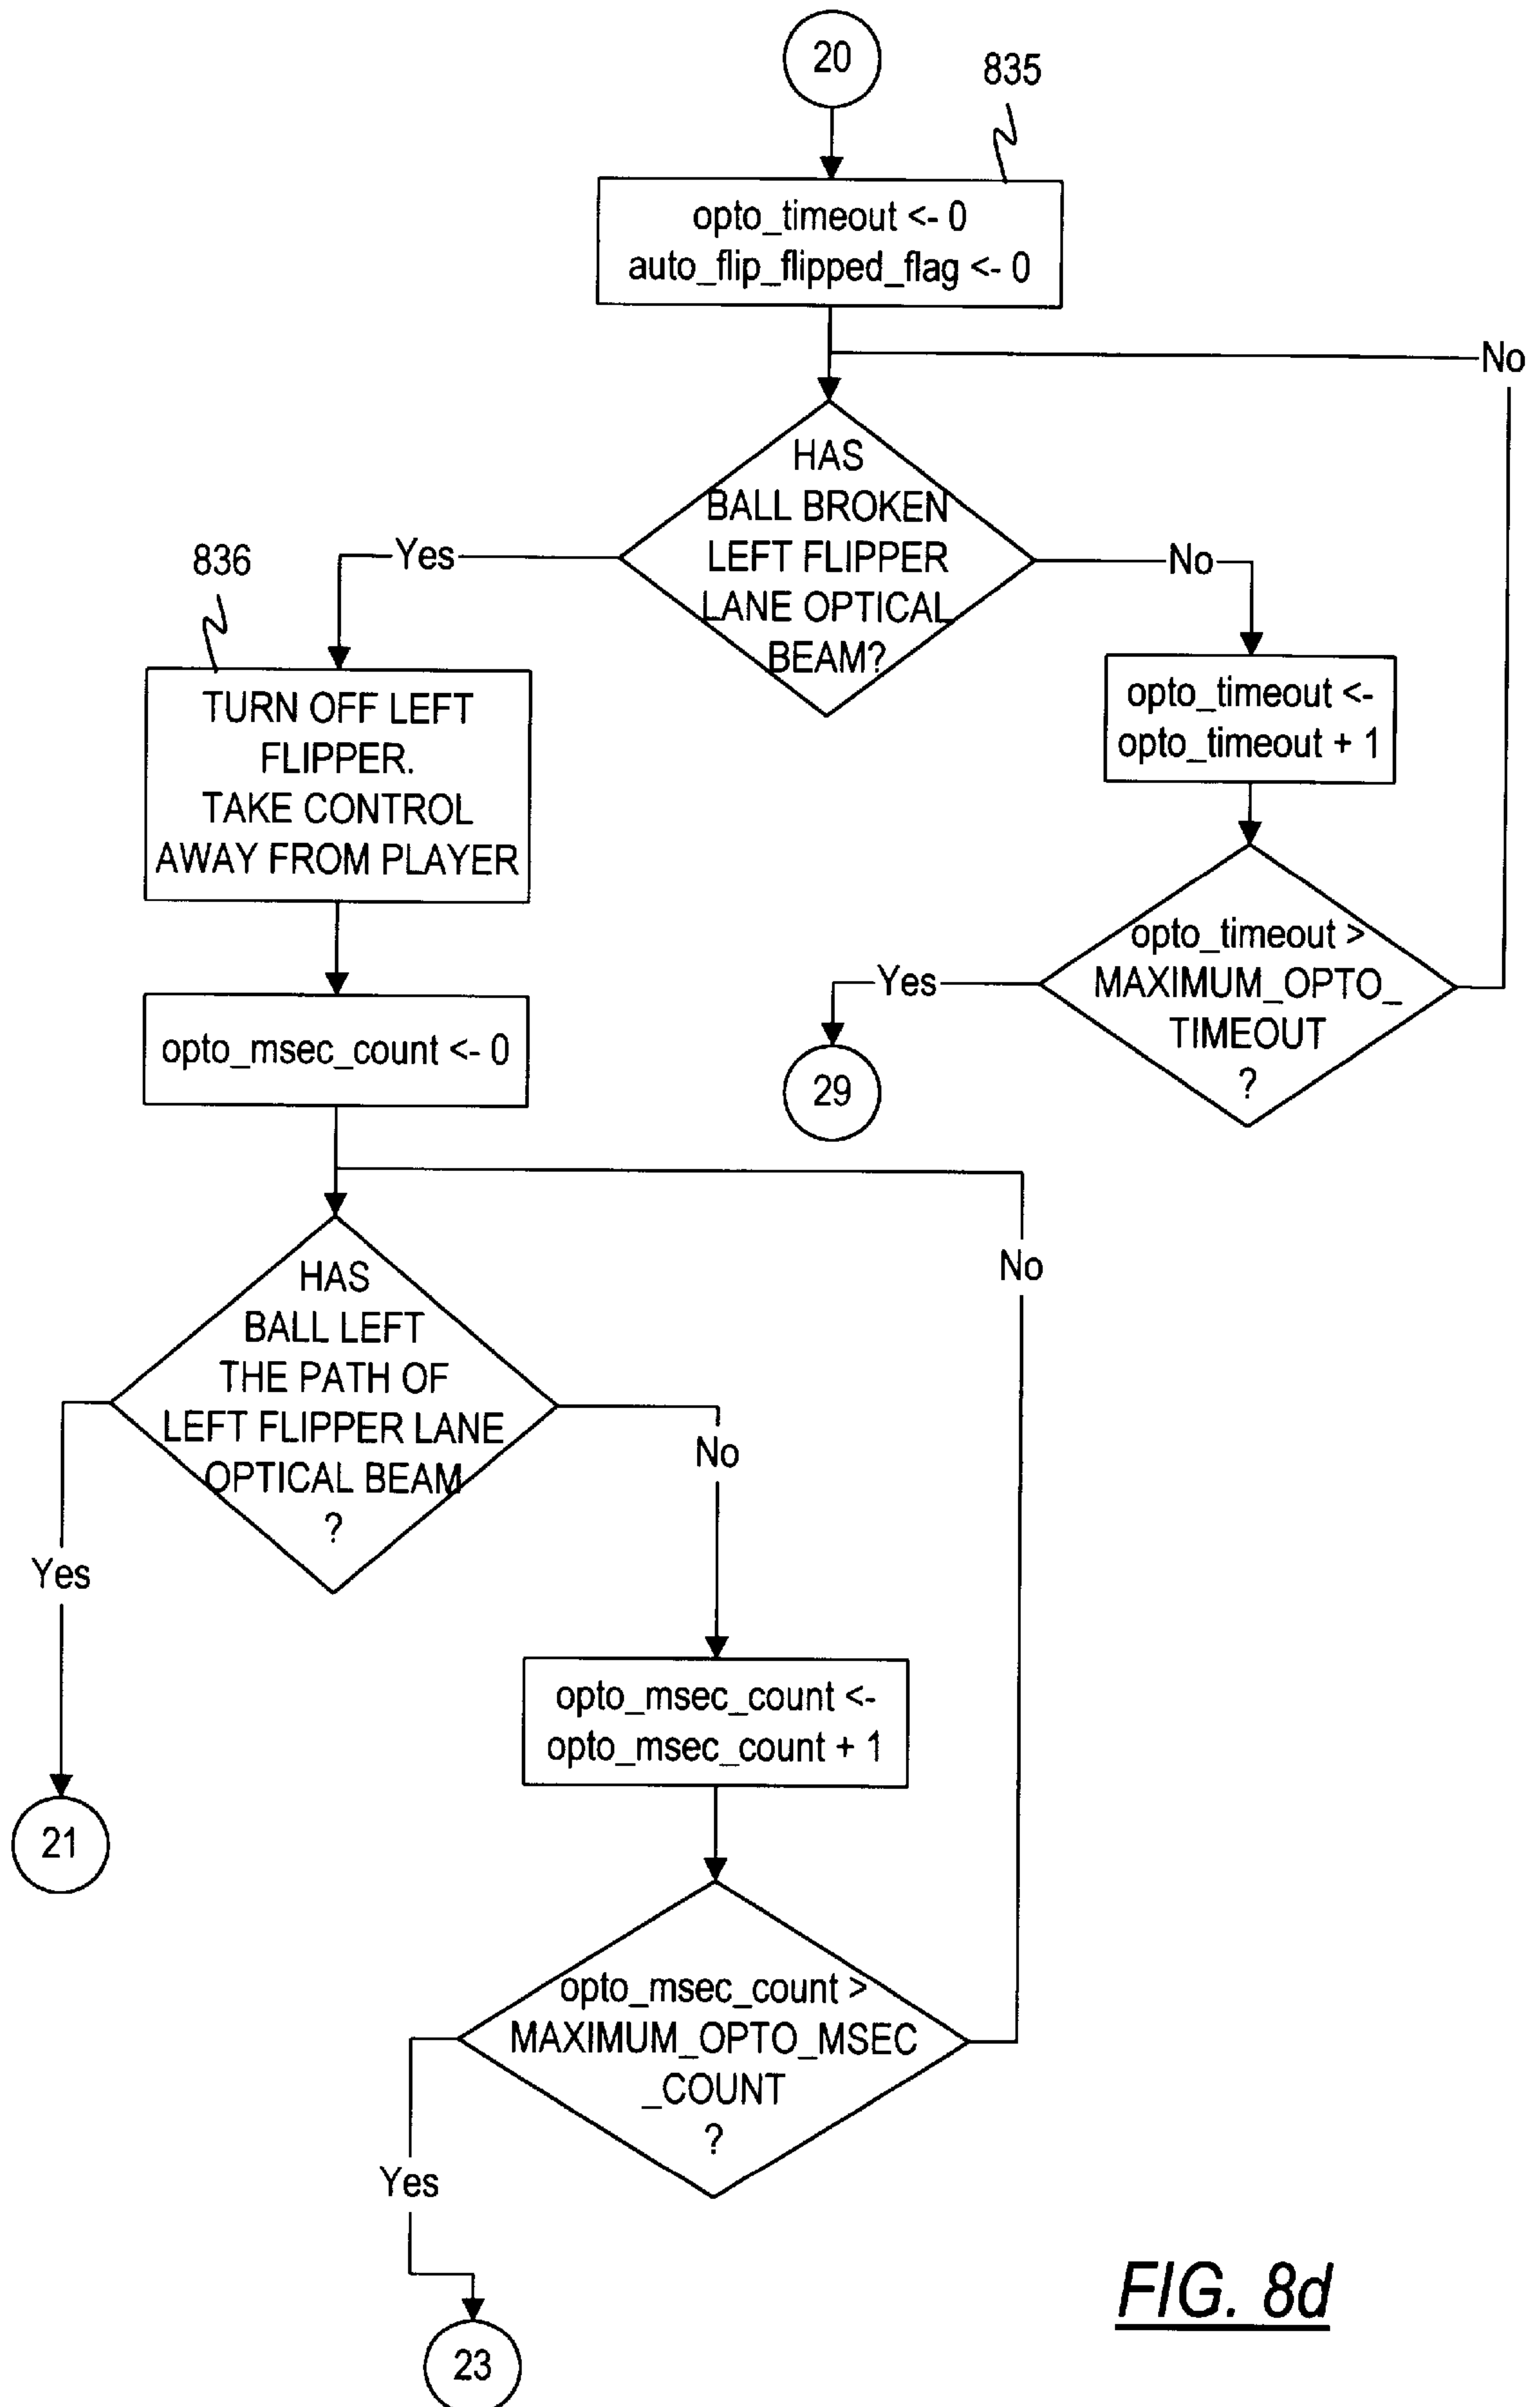 20
835
opto_timeout <- 0
auto_flip_flipped_flag <- 0
No
HAS
BALL BROKEN
LEFT FLIPPER
LANE OPTICAL
BEAM?
Yes
No
836
TURN OFF LEFT
FLIPPER.
TAKE CONTROL
AWAY FROM PLAYER
opto_timeout <-
opto_timeout + 1
opto_timeout >
MAXIMUM_OPTO_
TIMEOUT
?
Yes
29
opto_msec_count <- 0
No
HAS
BALL LEFT
THE PATH OF
LEFT FLIPPER LANE
OPTICAL BEAM
?
No
Yes
21
opto_msec_count <-
opto_msec_count + 1
opto_msec_count >
MAXIMUM_OPTO_MSEC
_COUNT
?
Yes
23
FIG. 8d